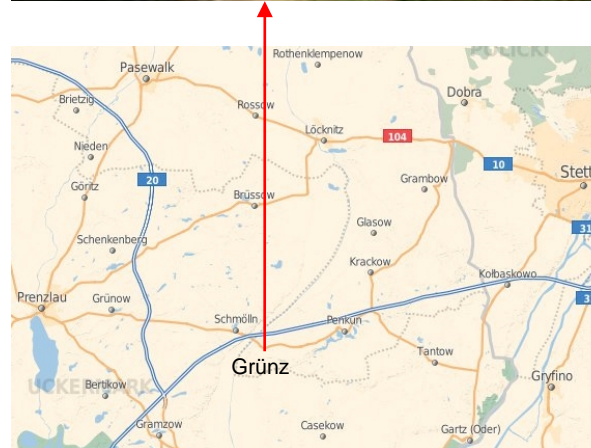 POLICKI
Rothenklempenow
Pasewalk
Dobra
Brietzig
Rossow
Löcknitz
104
Nieden
10
Stett
20
Grambow
Göritz
Brüssow
Glasow
31
Schenkenberg
Krackow
Kołbaskowo
Prenzlau
Grünow
3
Schmölln
Penkun
Tantow
Grünz
Gryfino
UCKERMARK
Bertikow
Gramzow
Casekow
Gartz (Oder)